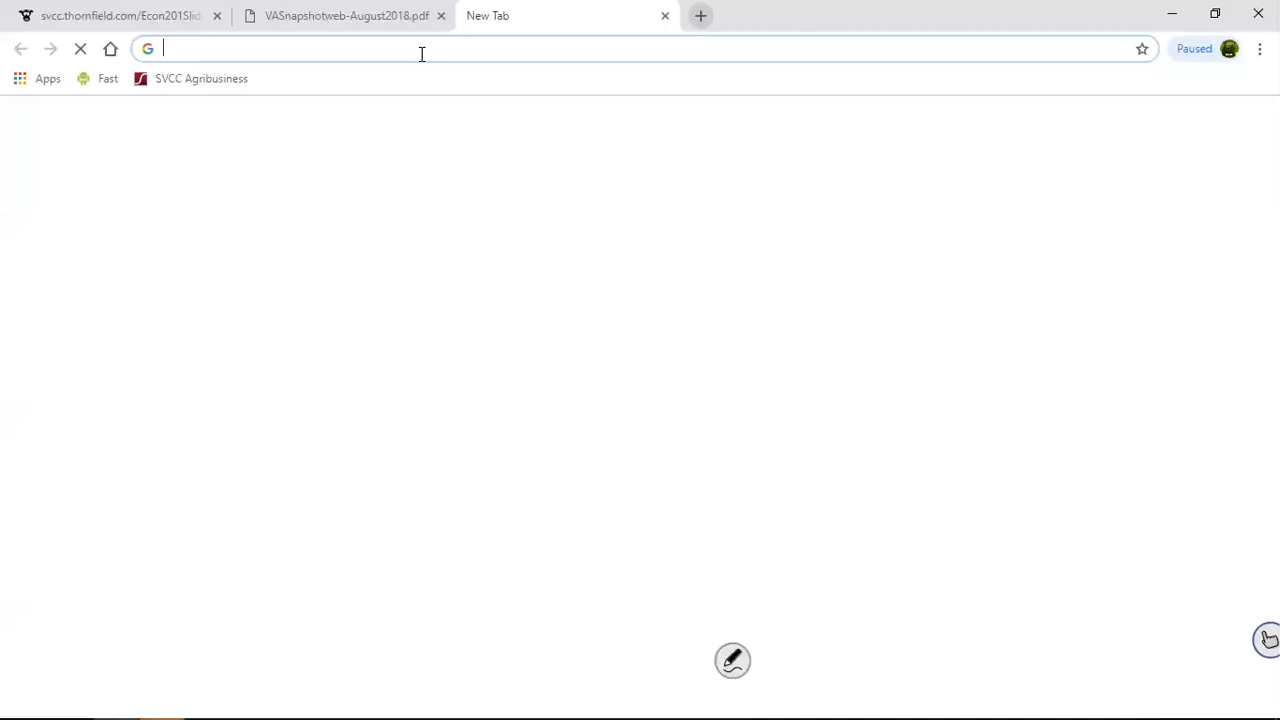 svcc.thornfield.com/Econ201Slid
VASnapshotweb-August2018.pdf
New Tab
Paused
Apps
Fast
SVCC Agribusiness